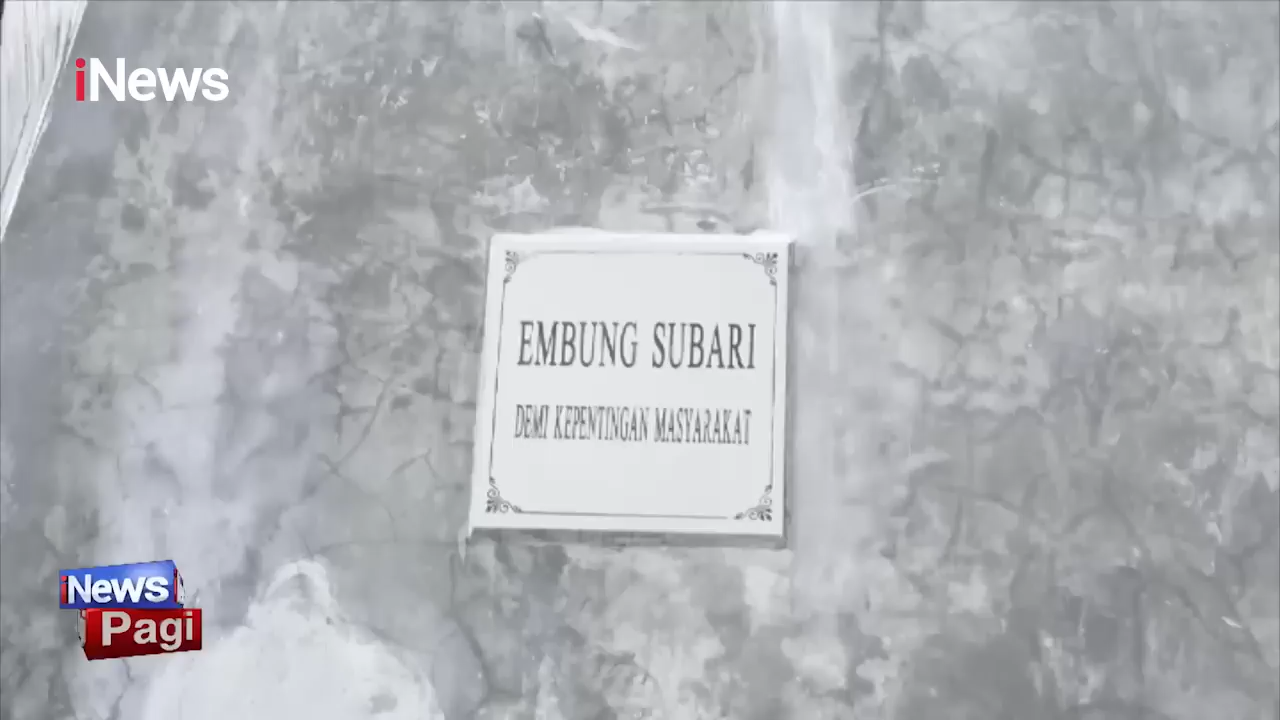 iNews
EMBUNG SUBARI
DEMI KEPENTINGAN MASYARAKAT
iNews
Pagi